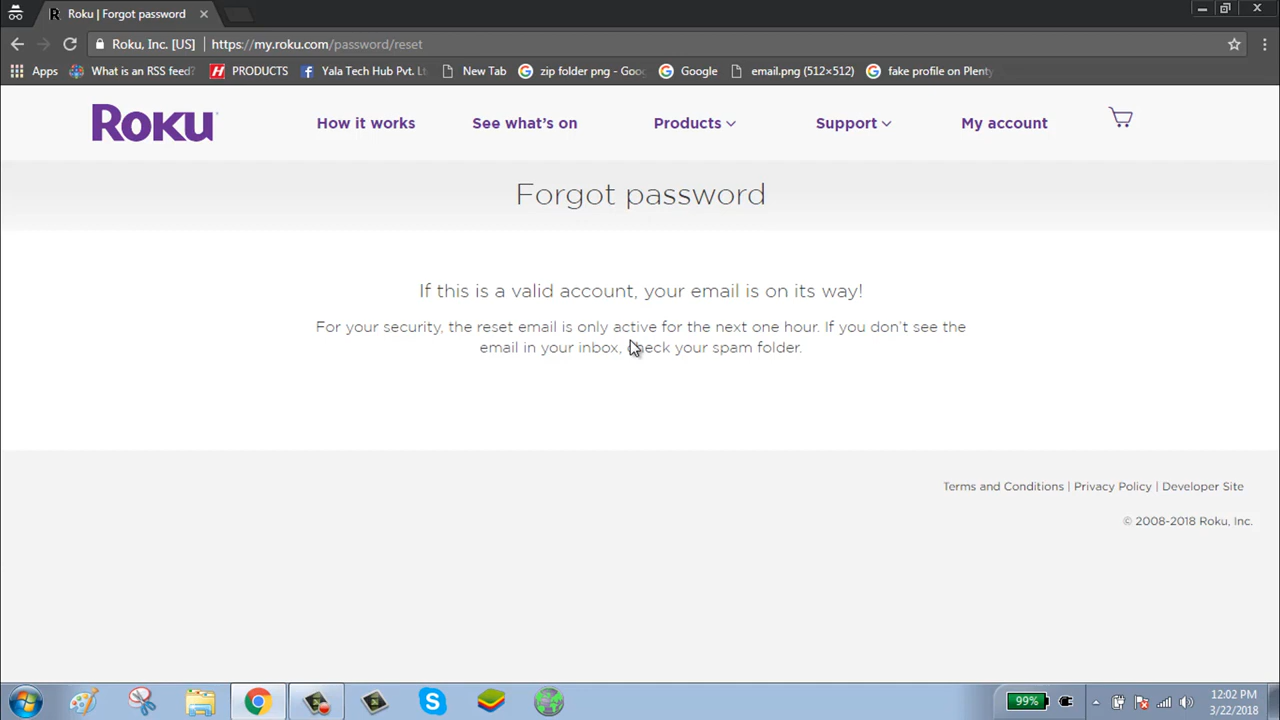 Roku | Forgot password
Roku, Inc. [US] https://my.roku.com/password/reset
Apps What is an RSS feed? PRODUCTS Yala Tech Hub Pvt. Lt New Tab zip folder png - Goo Google email.png (512×512) fake profile on Plenty
ROKU How it works See what's on Products Support My account
Forgot password
If this is a valid account, your email is on its way!
For your security, the reset email is only active for the next one hour. If you don't see the
email in your inbox, check your spam folder.
Terms and Conditions | Privacy Policy | Developer Site
© 2008-2018 Roku, Inc.
99% 12:02 PM
3/22/2018